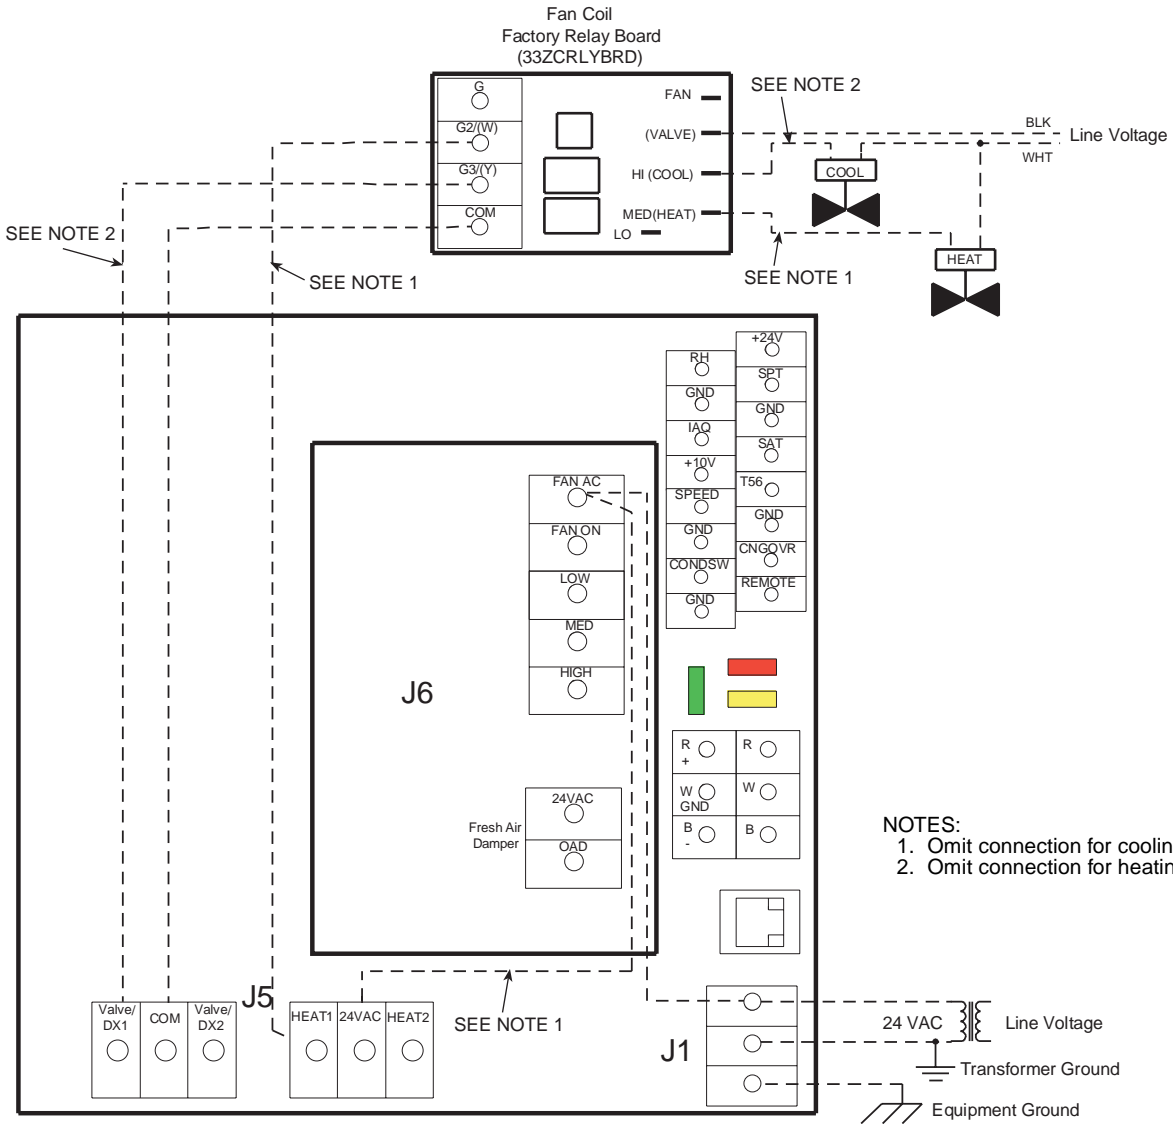 Fan Coil
Factory Relay Board
(33ZCRLYBRD)
G
G2/(W)
G3/(Y)
COM
FAN
(VALVE)
HI (COOL)
MED(HEAT)
LO
SEE NOTE 2
BLK
Line Voltage
WHT
COOL
HEAT
SEE NOTE 1
SEE NOTE 2
SEE NOTE 1
RH
GND
IAQ
+10V
SPEED
GND
CONDSW
GND
+24V
SPT
GND
SAT
T56
GND
CNGOVR
REMOTE
FAN AC
FAN ON
LOW
MED
HIGH
J6
R
+
W
GND
B
-
R
W
B
24VAC
OAD
Fresh Air
Damper
NOTES:
1. Omit connection for coolin
2. Omit connection for heatin
J5
Valve/
DX1
COM
Valve/
DX2
HEAT1
24VAC
HEAT2
SEE NOTE 1
J1
24 VAC
Line Voltage
Transformer Ground
Equipment Ground